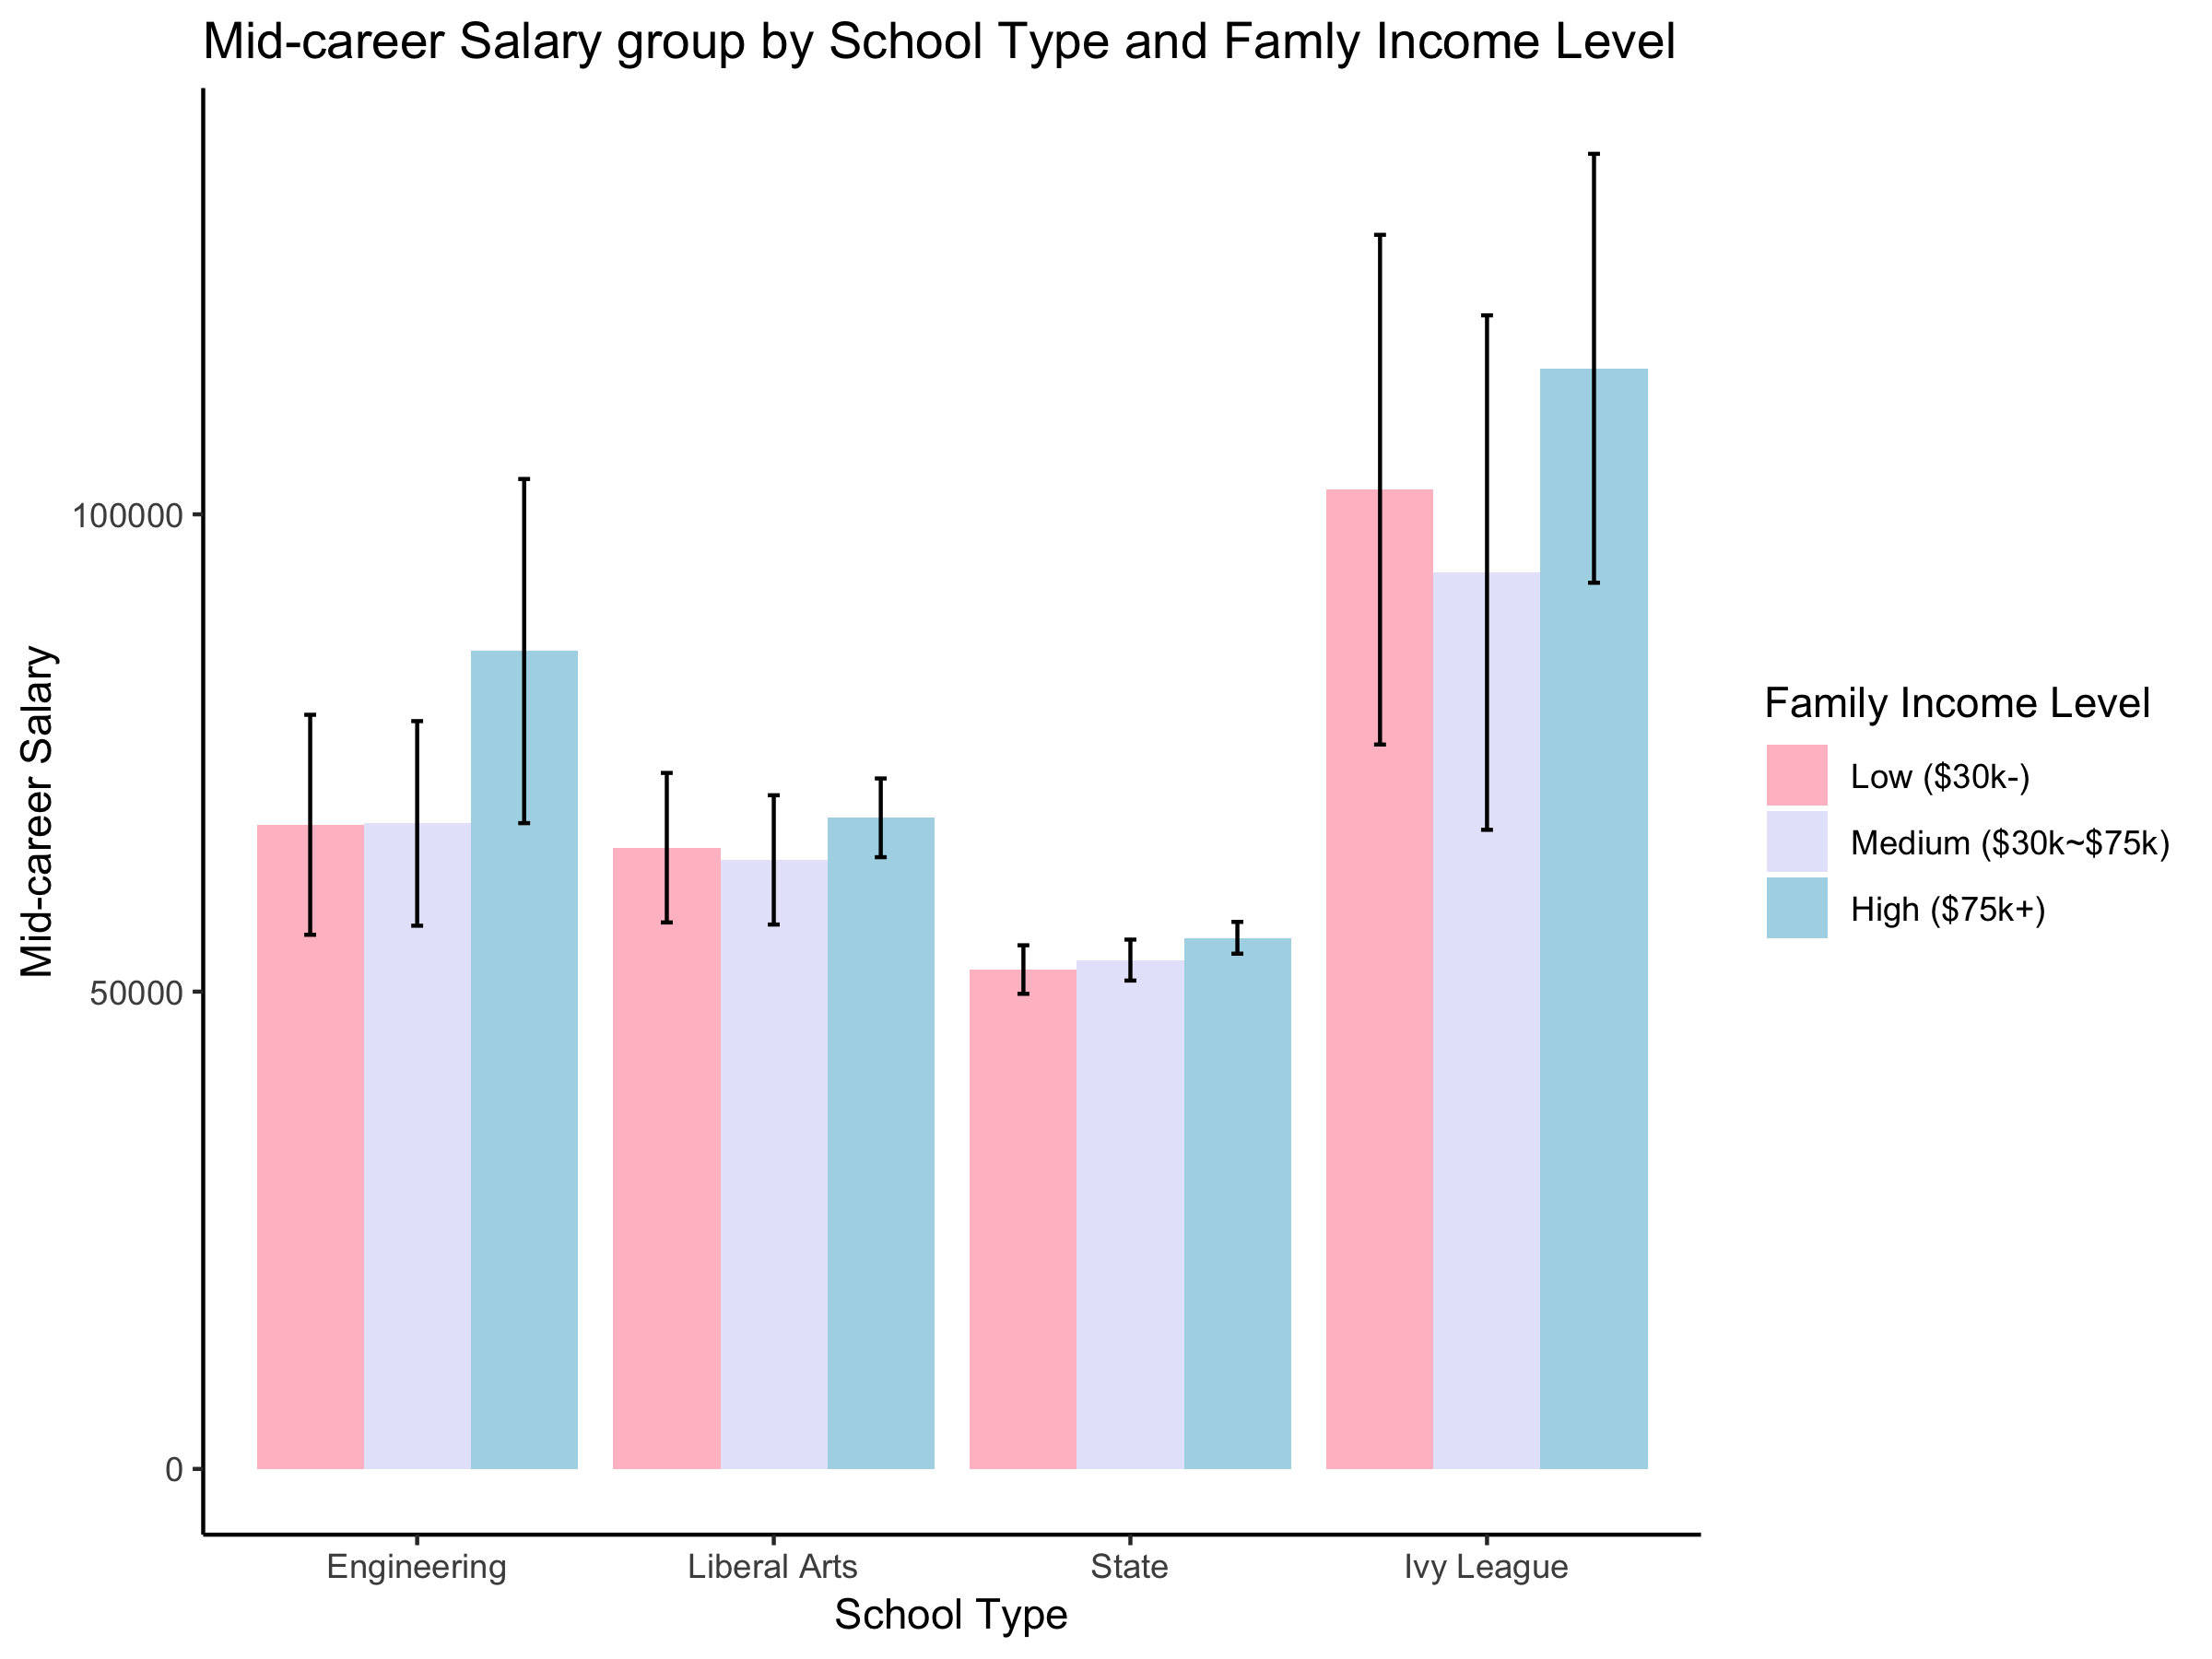 Mid-career Salary group by School Type and Famly Income Level
Mid-career Salary
100000
50000
0
Engineering
Liberal Arts
State
Ivy League
School Type
Family Income Level
Low ($30k-)
Medium ($30k~$75k)
High ($75k+)